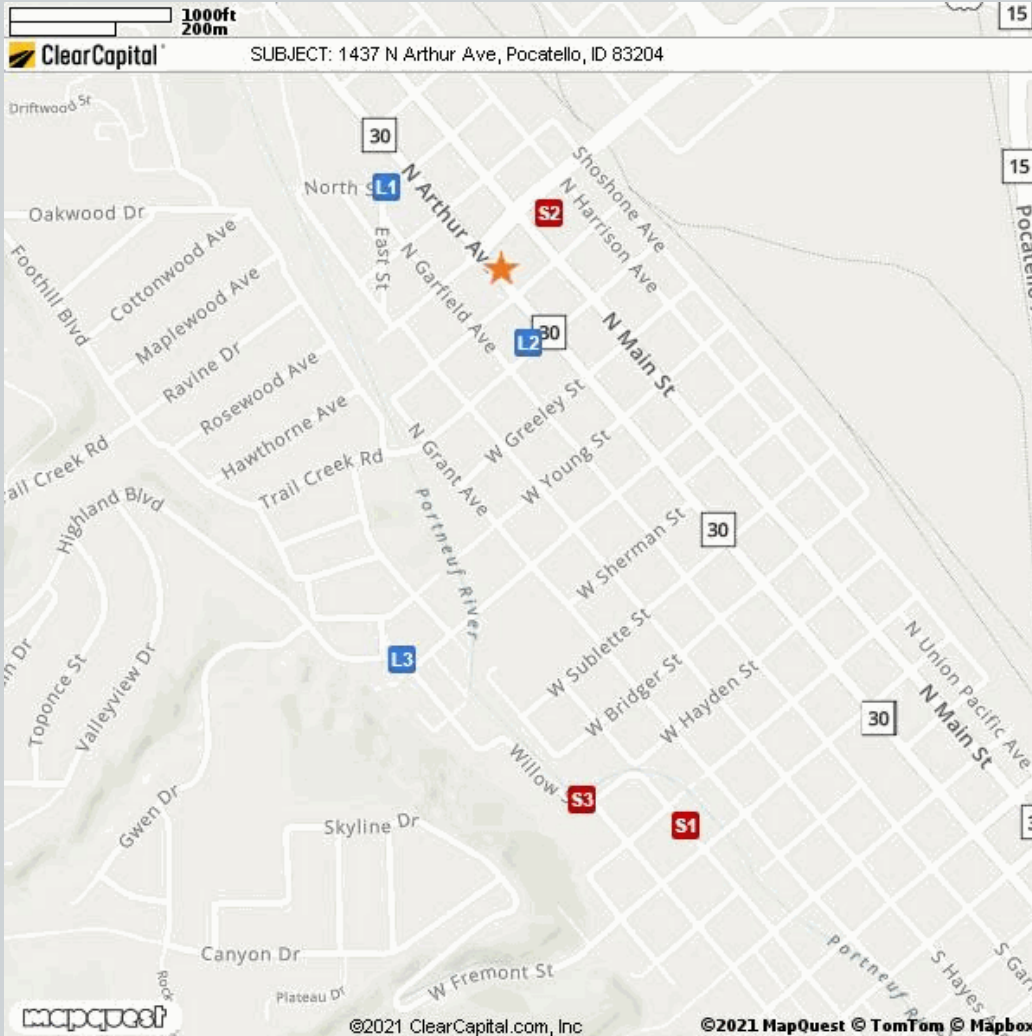 1000ft
200m
15
ClearCapital
SUBJECT: 1437 N Arthur Ave, Pocatello, ID 83204
Driftwood St
30
Shoshone Ave
15
North
L1
N Arthur Av
N Harrison Ave
Oakwood Dr
S2
Cottonwood Ave
East St
N Garfield Ave
Foothill Blvd
Maplewood Ave
30
L2
N Main St
Ravine Dr
Rosewood Ave
W Greeley St
Hawthorne Ave
N Grant Ave
W Young St
Trail Creek Rd
Creek Rd
Highland Blvd
Portneuf River
30
W Sherman St
W Sublette St
N Union Pacific Ave
L3
Toponce St
Valleyview Dr
W Bridger St
W Hayden St
30
N Main St
Willow
S3
Gwen Dr
Skyline Dr
S1
Canyon Dr
Portneuf
S Hayes
W Fremont St
Rock
Plateau Dr
mapquest
©2021 ClearCapital.com, Inc
©2021 MapQuest © TomTom © Mapbo